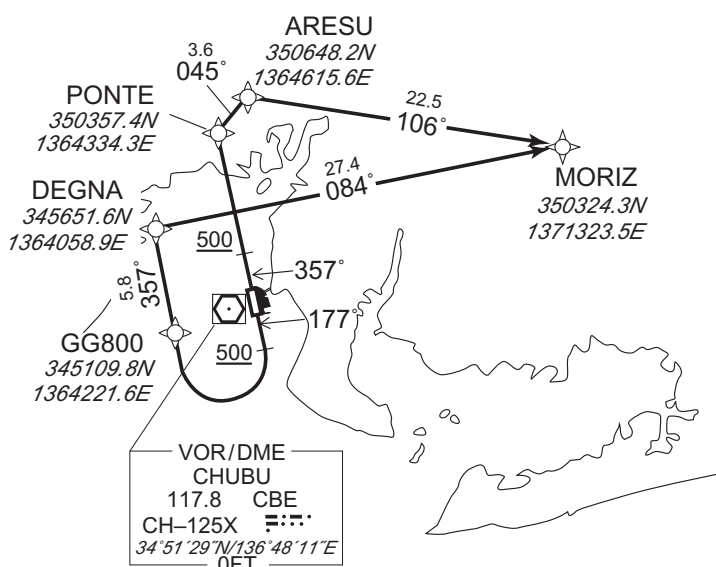 ARESU
350648.2N
1364615.6E
3.6
045°
PONTE
350357.4N
1364334.3E
22.5
106°
MORIZ
350324.3N
1371323.5E
27.4
084°
DEGNA
345651.6N
1364058.9E
5.8
357°
500
357°
177°
500
GG800
345109.8N
1364221.6E
VOR/DME
CHUBU
117.8 CBE
CH–125X
34°51´29˝N/136°48´11˝E
0FT